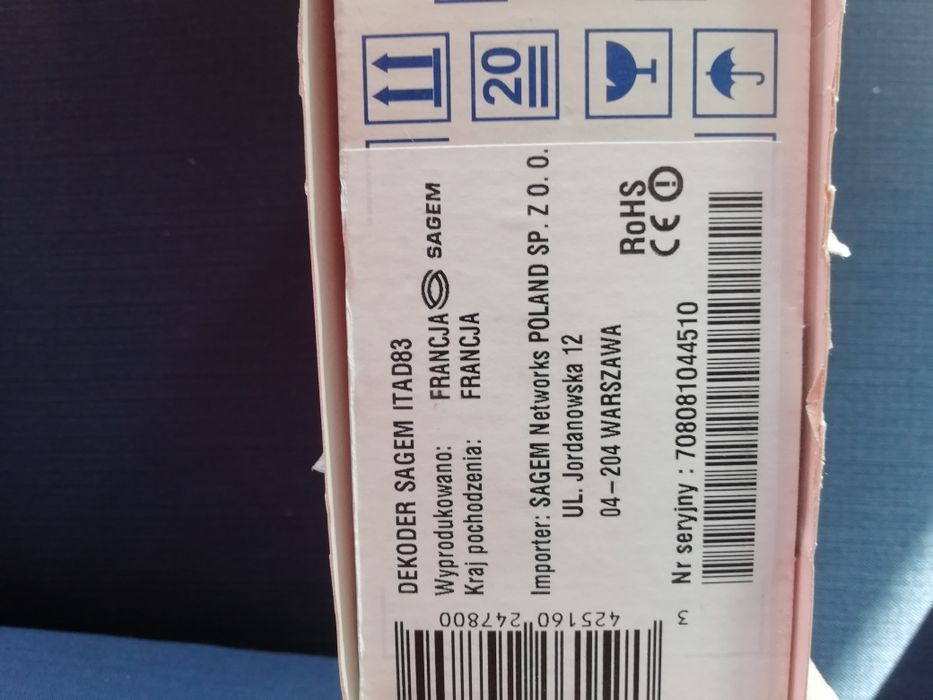 20
DEKODER SAGEM ITAD83
Wyprodukowano: FRANCJA SAGEM
Kraj pochodzenia: FRANCJA
Importer: SAGEM Networks POLAND SP. Z O. O.
UL. Jordanowska 12
04-204 WARSZAWA
RoHS
CE
Nr seryjny : 708081044510
3 425160 247800